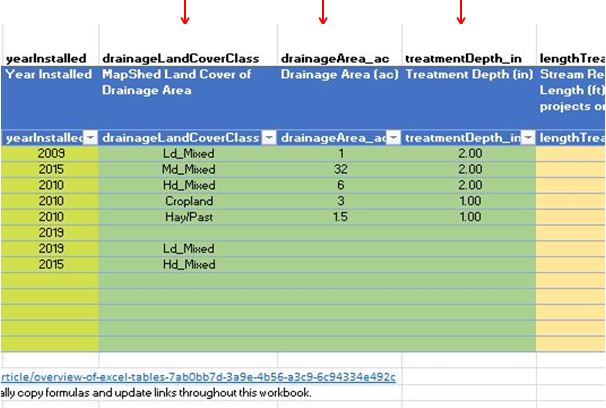 yearInstalled drainageLandCoverClass drainageArea_ac treatmentDepth_in lengthTrea
Year Installed MapShed Land Cover of Drainage Area (ac) Treatment Depth (in) Stream Re
Drainage Area Length (ft)
projects or
yearInstalled drainageLandCoverClass drainageArea_ac treatmentDepth_in lengthTrea
2009 Ld_Mixed 1 2.00
2015 Md_Mixed 32 2.00
2010 Hd_Mixed 6 2.00
2010 Cropland 3 1.00
2010 Hay/Past 1.5 1.00
2019
2019 Ld_Mixed
2015 Hd_Mixed
rticle/overview-of-excel-tables-7ab0bb7d-3a9e-4b56-a3c9-6c94334e492c
ally copy formulas and update links throughout this workbook.